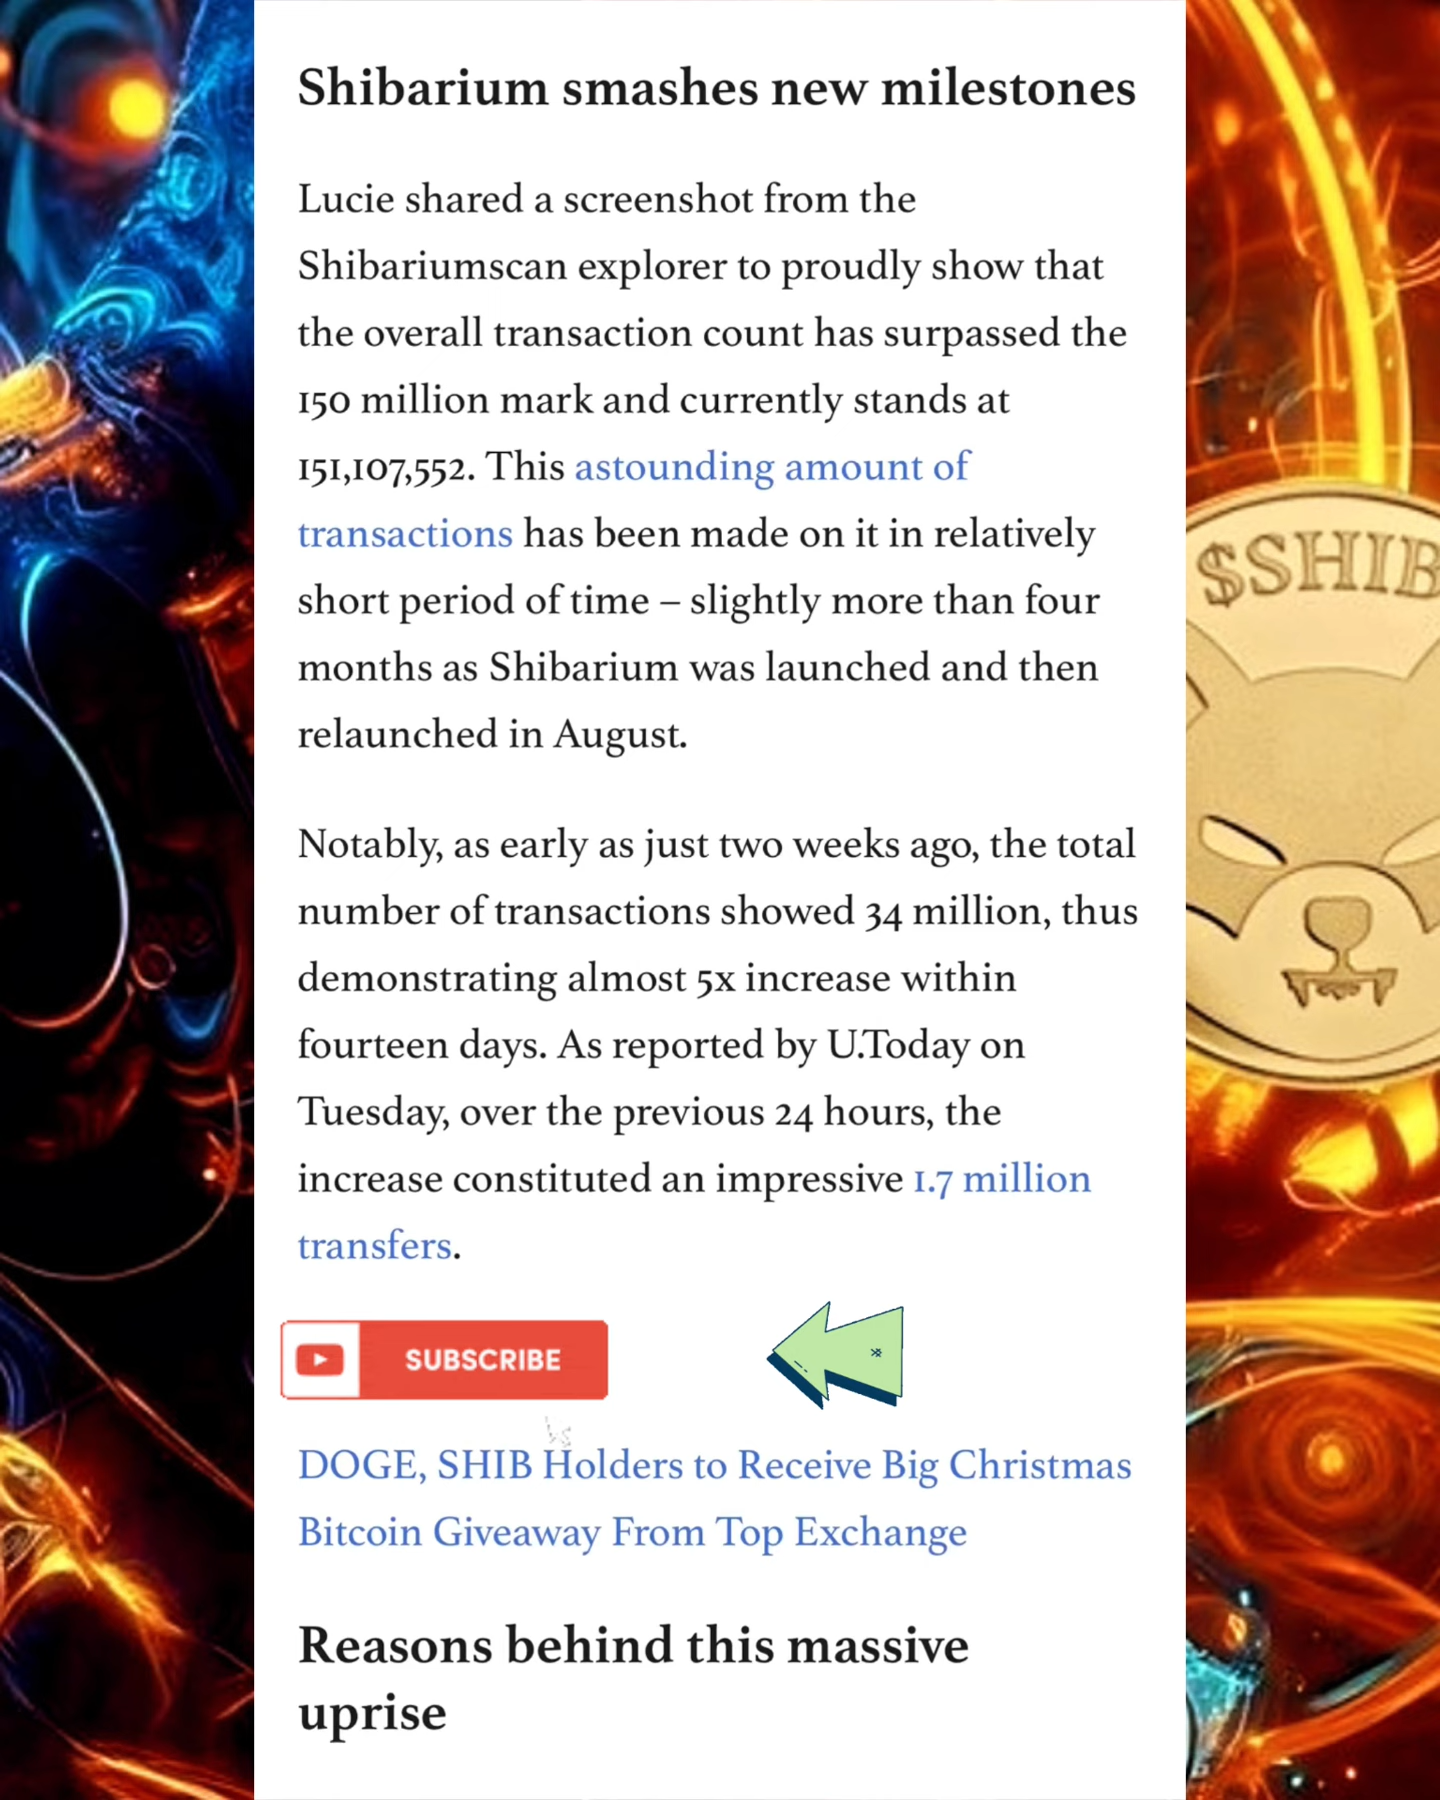 Shibarium smashes new milestones
Lucie shared a screenshot from the
Shibariumscan explorer to proudly show that
the overall transaction count has surpassed the
150 million mark and currently stands at
151,107,552. This astounding amount of
transactions has been made on it in relatively
short period of time – slightly more than four
months as Shibarium was launched and then
relaunched in August.
$SHIB
Notably, as early as just two weeks ago, the total
number of transactions showed 34 million, thus
demonstrating almost 5x increase within
fourteen days. As reported by U.Today on
Tuesday, over the previous 24 hours, the
increase constituted an impressive 1.7 million
transfers.
SUBSCRIBE
DOGE, SHIB Holders to Receive Big Christmas
Bitcoin Giveaway From Top Exchange
Reasons behind this massive
uprise